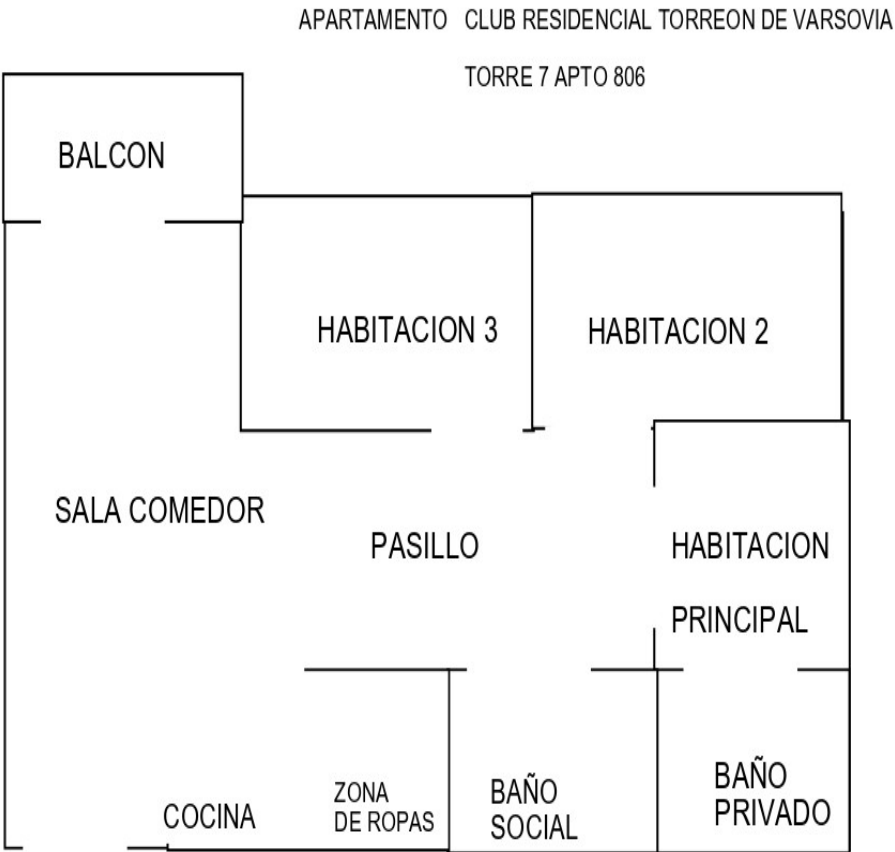 APARTAMENTO CLUB RESIDENCIAL TORREON DE VARSOVIA
TORRE 7 APTO 806
BALCON
HABITACION 3
HABITACION 2
SALA COMEDOR
PASILLO
HABITACION
PRINCIPAL
COCINA
ZONA
DE ROPAS
BAÑO
SOCIAL
BAÑO
PRIVADO